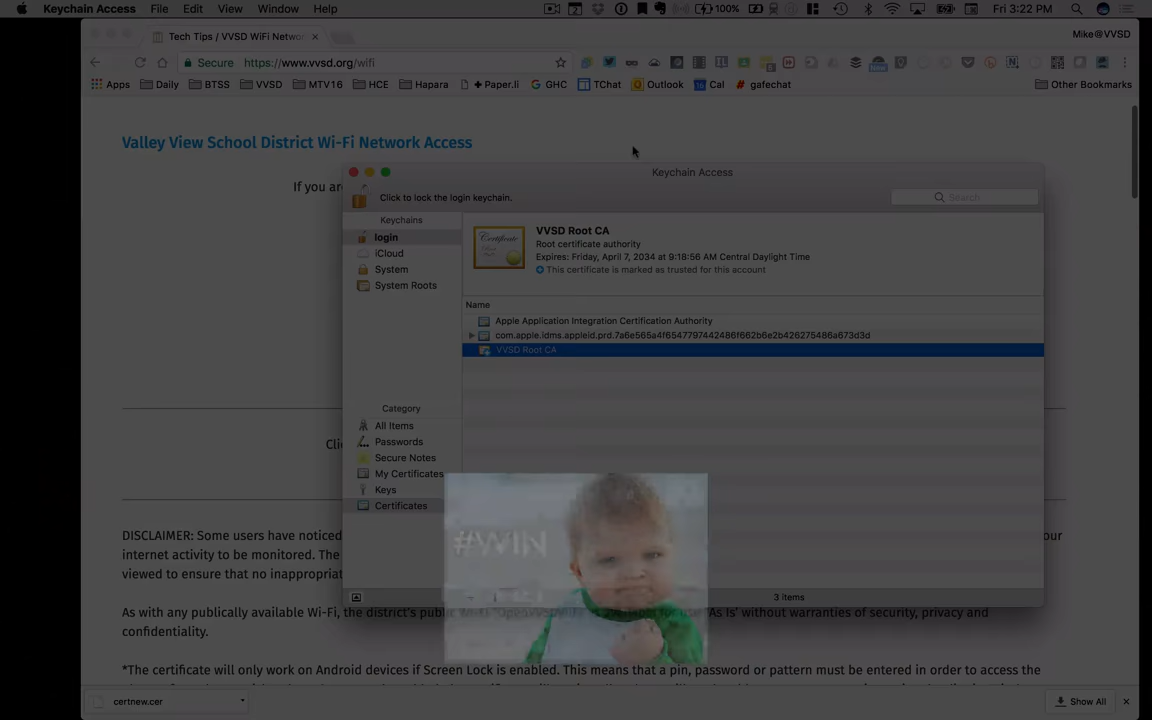 Keychain Access File Edit View Window Help
100% Fri 3:22 PM
Tech Tips / VVSD WiFi Networ
Mike@VVSD
Secure https://www.vvsd.org/wifi
Apps Daily BTSS VVSD MTV16 HCE Hapara + Paper.li GHC TChat Outlook Cal # gafechat Other Bookmarks
Valley View School District Wi-Fi Network Access
If you are
Keychain Access
Click to lock the login keychain.
Search
Keychains
login
iCloud
System
System Roots
VVSD Root CA
Root certificate authority
Expires: Friday, April 7, 2034 at 9:18:56 AM Central Daylight Time
This certificate is marked as trusted for this account
Name
Apple Application Integration Certification Authority
VVSD Root CA
Category
All Items
Passwords
Secure Notes
My Certificates
Keys
Certificates
3 items
#WIN
DISCLAIMER: Some users have noticed our
internet activity to be monitored. The
viewed to ensure that no inappropriat
As with any publically available Wi-Fi, the district's 'As Is' without warranties of security, privacy and
confidentiality.
*The certificate will only work on Android devices if Screen Lock is enabled. This means that a pin, password or pattern must be entered in order to access the
certnew.cer
Show All